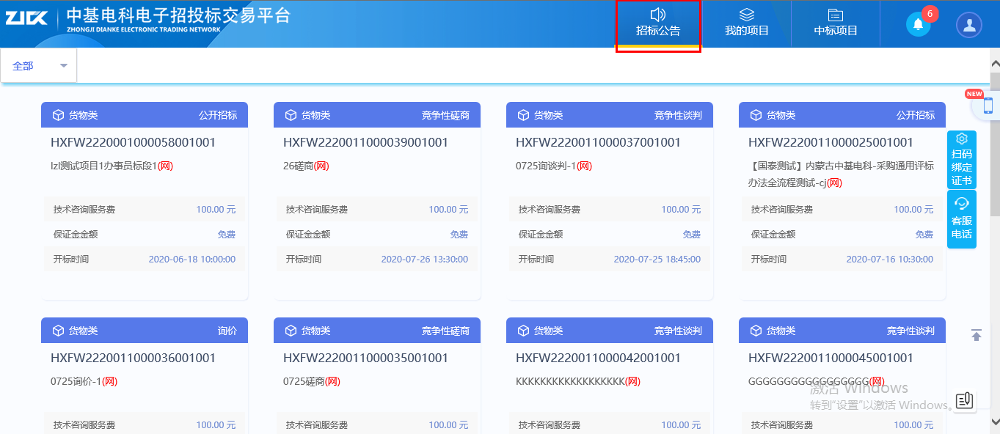 ZJDK
中基电科电子招投标交易平台
ZHONGJI DIANKE ELECTRONIC TRADING NETWORK
招标公告
我的项目
中标项目
6
全部
NEW
货物类 公开招标
HXFW2220001000058001001
lzl测试项目1办事员标段1(网)
技术咨询服务费 100.00 元
保证金金额 免费
开标时间 2020-06-18 10:00:00
货物类 竞争性磋商
HXFW2220011000039001001
26磋商(网)
技术咨询服务费 100.00 元
保证金金额 免费
开标时间 2020-07-26 13:30:00
货物类 竞争性谈判
HXFW2220011000037001001
0725询谈判-1(网)
技术咨询服务费 100.00 元
保证金金额 免费
开标时间 2020-07-25 18:45:00
货物类 公开招标
HXFW2220011000025001001
【国泰测试】内蒙古中基电科-采购通用评标
办法全流程测试-cj(网)
技术咨询服务费 100.00 元
保证金金额 免费
开标时间 2020-07-16 10:30:00
扫码
绑定
证书
客服
电话
货物类 询价
HXFW2220011000036001001
0725询价-1(网)
技术咨询服务费 100.00 元
货物类 竞争性磋商
HXFW2220011000035001001
0725磋商(网)
技术咨询服务费 100.00 元
货物类 竞争性谈判
HXFW2220011000042001001
KKKKKKKKKKKKKKKKKK(网)
技术咨询服务费 100.00 元
货物类 竞争性谈判
HXFW2220011000045001001
GGGGGGGGGGGGGGGGG(网)
技术咨询服务费 100.00 元
激活 Windows
转到"设置"以激活 Windows。